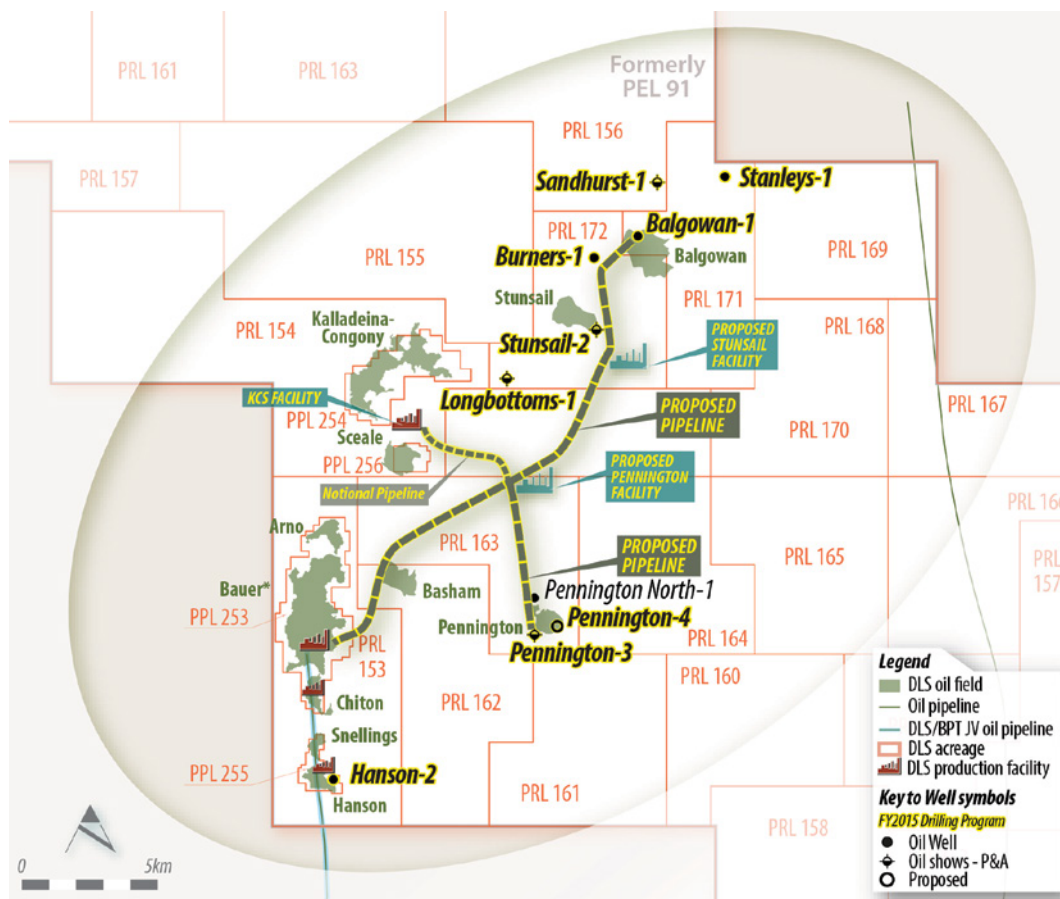 PRL 161
PRL 163
Formerly
PEL 91
PRL 156
PRL 157
Sandhurst-1
Stanleys-1
PRL 172
Balgowan-1
Burners-1
PRL 155
Balgowan
PRL 169
Stunsail
PRL 171
Kalladeina-
Congony
PRL 154
PRL 168
Stunsail-2
PROPOSED
STUNSAIL
FACILITY
KCS FACILITY
Longbottoms-1
PRL 167
PPL 254
PROPOSED
PIPELINE
PRL 170
Sceale
PPL 256
PROPOSED
PENNINGTON
FACILITY
Notional Pipeline
PRL 166
Arno
PRL 163
PROPOSED
PIPELINE
PRL 165
PRL
157
Bauer*
Basham
Pennington North-1
PPL 253
Pennington
Pennington-4
PRL 164
PRL
153
Pennington-3
PRL 160
Chiton
PRL 162
Snellings
PPL 255
Hanson-2
Hanson
PRL 161
PRL 158
0 5km
Legend
DLS oil field
Oil pipeline
DLS/BPT JV oil pipeline
DLS acreage
DLS production facility
Key to Well symbols
FY2015 Drilling Program
Oil Well
Oil shows - P&A
Proposed